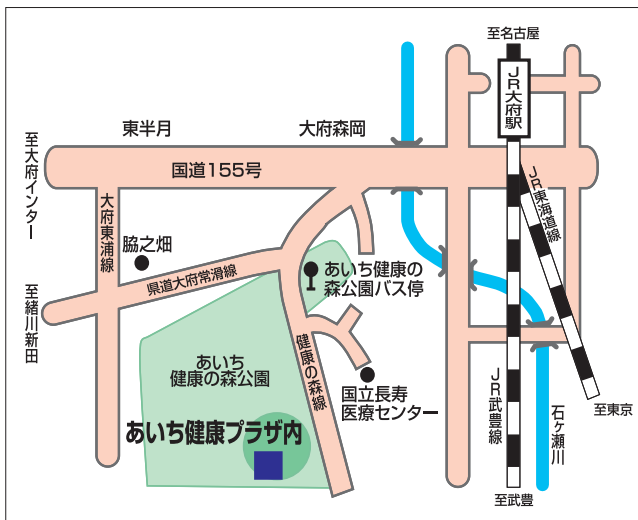 至名古屋
JR大府駅
東半月
大府森岡
至大府インター
国道155号
JR東海道線
大府東浦線
脇之畑
あいち健康の
森公園バス停
県道大府常滑線
至緒川新田
あいち
健康の森公園
健康の森線
国立長寿
医療センター
JR武豊線
石ヶ瀬川
至東京
あいち健康プラザ内
至武豊